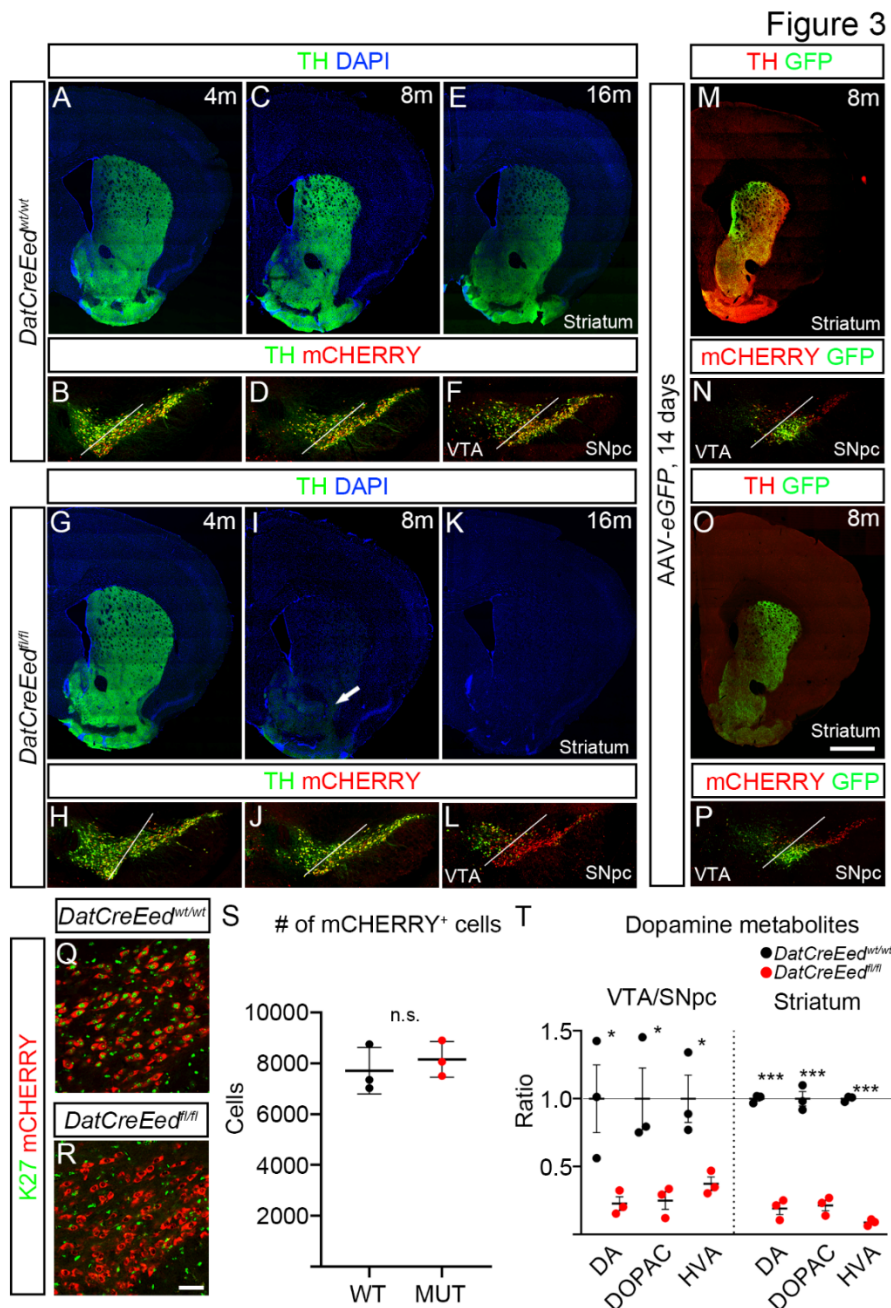 Figure 3
TH DAPI
TH GFP
DatCreEed^wt/wt
A 4m
C 8m
E 16m
Striatum
M 8m
Striatum
TH mCHERRY
mCHERRY GFP
B
D
F
VTA
SNpc
N
VTA
SNpc
AAV-eGFP, 14 days
TH DAPI
TH GFP
DatCreEed^fl/fl
G 4m
I 8m
K 16m
Striatum
O 8m
Striatum
TH mCHERRY
mCHERRY GFP
H
J
L
VTA
SNpc
P
VTA
SNpc
DatCreEed^wt/wt
Q
K27 mCHERRY
DatCreEed^fl/fl
R
S
# of mCHERRY+ cells
n.s.
10000
8000
6000
4000
2000
Cells
WT
MUT
T
Dopamine metabolites
DatCreEed^wt/wt
DatCreEed^fl/fl
VTA/SNpc
Striatum
1.5
1.0
0.5
Ratio
* * *
*** *** ***
DA
DOPAC
HVA
DA
DOPAC
HVA